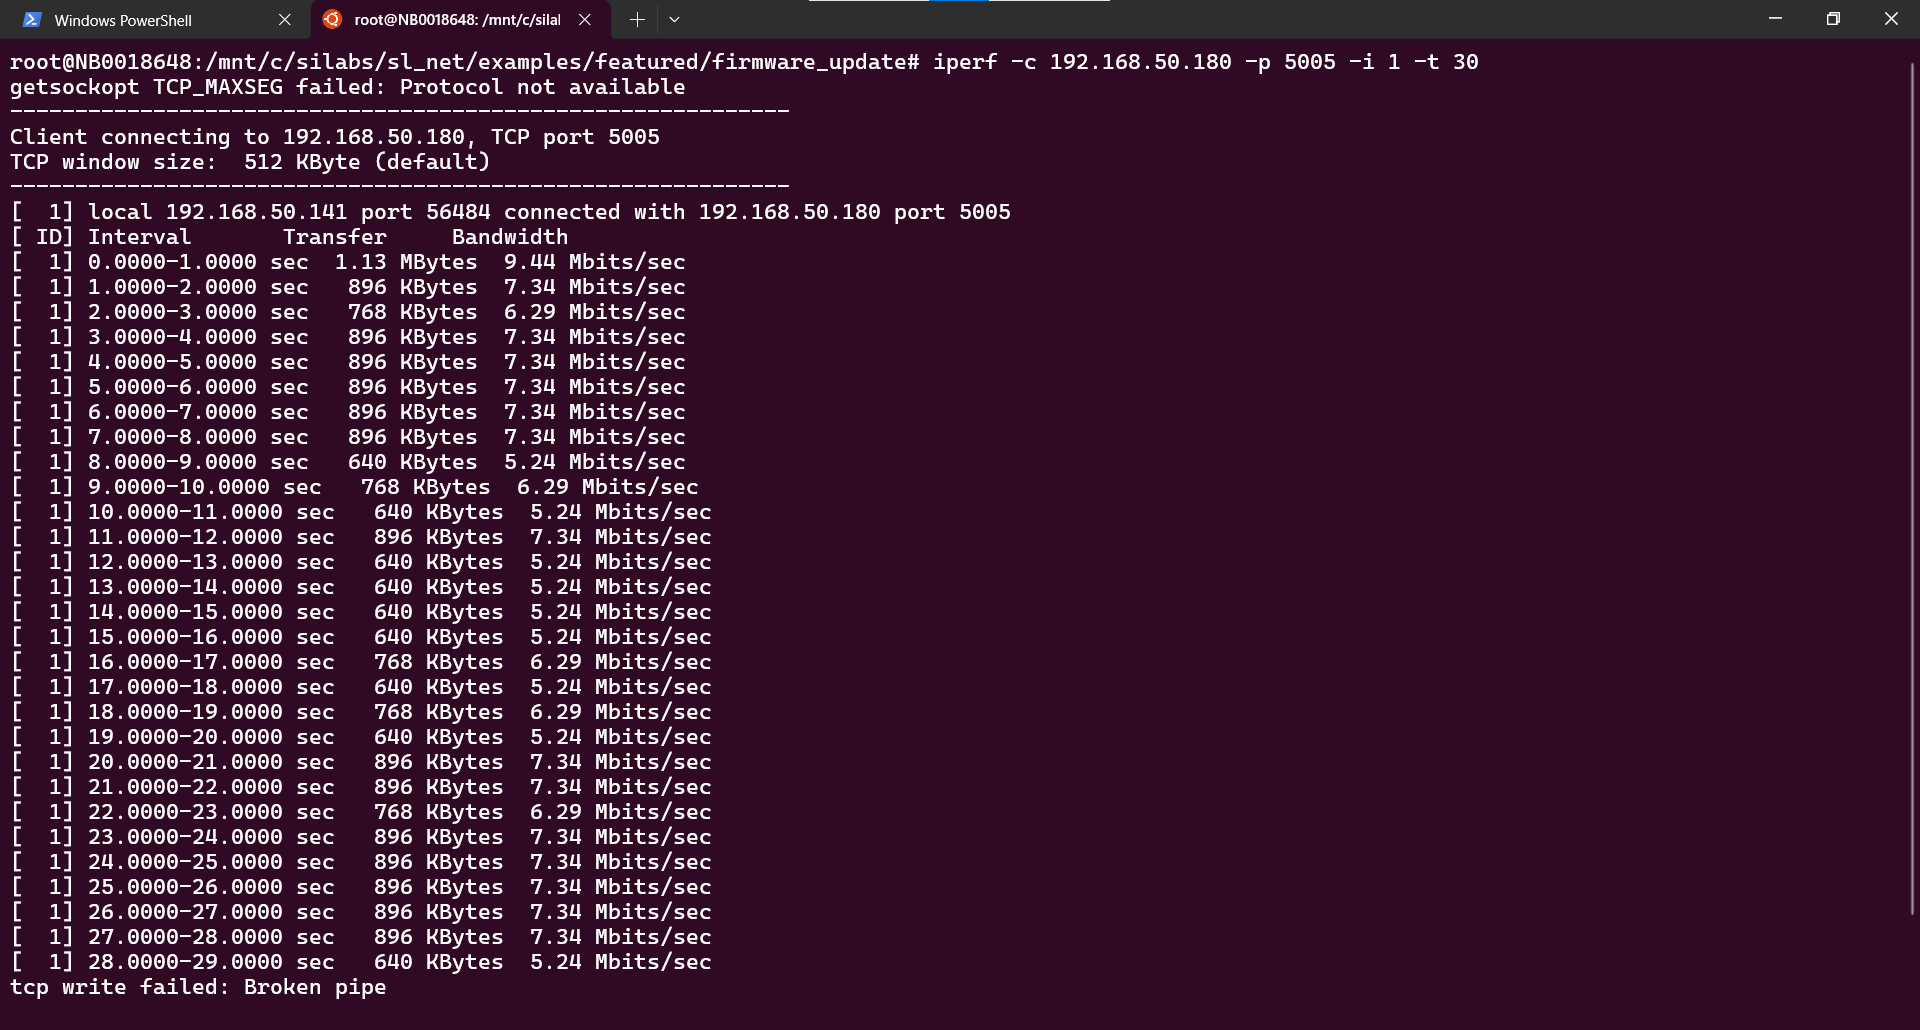 Windows PowerShell
root@NB0018648: /mnt/c/silal
root@NB0018648:/mnt/c/silabs/sl_net/examples/featured/firmware_update# iperf -c 192.168.50.180 -p 5005 -i 1 -t 30
getsockopt TCP_MAXSEG failed: Protocol not available
------------------------------------------------------------
Client connecting to 192.168.50.180, TCP port 5005
TCP window size:  512 KByte (default)
------------------------------------------------------------
[  1] local 192.168.50.141 port 56484 connected with 192.168.50.180 port 5005
[ ID] Interval       Transfer     Bandwidth
[  1] 0.0000-1.0000 sec  1.13 MBytes  9.44 Mbits/sec
[  1] 1.0000-2.0000 sec   896 KBytes  7.34 Mbits/sec
[  1] 2.0000-3.0000 sec   768 KBytes  6.29 Mbits/sec
[  1] 3.0000-4.0000 sec   896 KBytes  7.34 Mbits/sec
[  1] 4.0000-5.0000 sec   896 KBytes  7.34 Mbits/sec
[  1] 5.0000-6.0000 sec   896 KBytes  7.34 Mbits/sec
[  1] 6.0000-7.0000 sec   896 KBytes  7.34 Mbits/sec
[  1] 7.0000-8.0000 sec   896 KBytes  7.34 Mbits/sec
[  1] 8.0000-9.0000 sec   640 KBytes  5.24 Mbits/sec
[  1] 9.0000-10.0000 sec   768 KBytes  6.29 Mbits/sec
[  1] 10.0000-11.0000 sec   640 KBytes  5.24 Mbits/sec
[  1] 11.0000-12.0000 sec   896 KBytes  7.34 Mbits/sec
[  1] 12.0000-13.0000 sec   640 KBytes  5.24 Mbits/sec
[  1] 13.0000-14.0000 sec   640 KBytes  5.24 Mbits/sec
[  1] 14.0000-15.0000 sec   640 KBytes  5.24 Mbits/sec
[  1] 15.0000-16.0000 sec   640 KBytes  5.24 Mbits/sec
[  1] 16.0000-17.0000 sec   768 KBytes  6.29 Mbits/sec
[  1] 17.0000-18.0000 sec   640 KBytes  5.24 Mbits/sec
[  1] 18.0000-19.0000 sec   768 KBytes  6.29 Mbits/sec
[  1] 19.0000-20.0000 sec   640 KBytes  5.24 Mbits/sec
[  1] 20.0000-21.0000 sec   896 KBytes  7.34 Mbits/sec
[  1] 21.0000-22.0000 sec   896 KBytes  7.34 Mbits/sec
[  1] 22.0000-23.0000 sec   768 KBytes  6.29 Mbits/sec
[  1] 23.0000-24.0000 sec   896 KBytes  7.34 Mbits/sec
[  1] 24.0000-25.0000 sec   896 KBytes  7.34 Mbits/sec
[  1] 25.0000-26.0000 sec   896 KBytes  7.34 Mbits/sec
[  1] 26.0000-27.0000 sec   896 KBytes  7.34 Mbits/sec
[  1] 27.0000-28.0000 sec   896 KBytes  7.34 Mbits/sec
[  1] 28.0000-29.0000 sec   640 KBytes  5.24 Mbits/sec
tcp write failed: Broken pipe